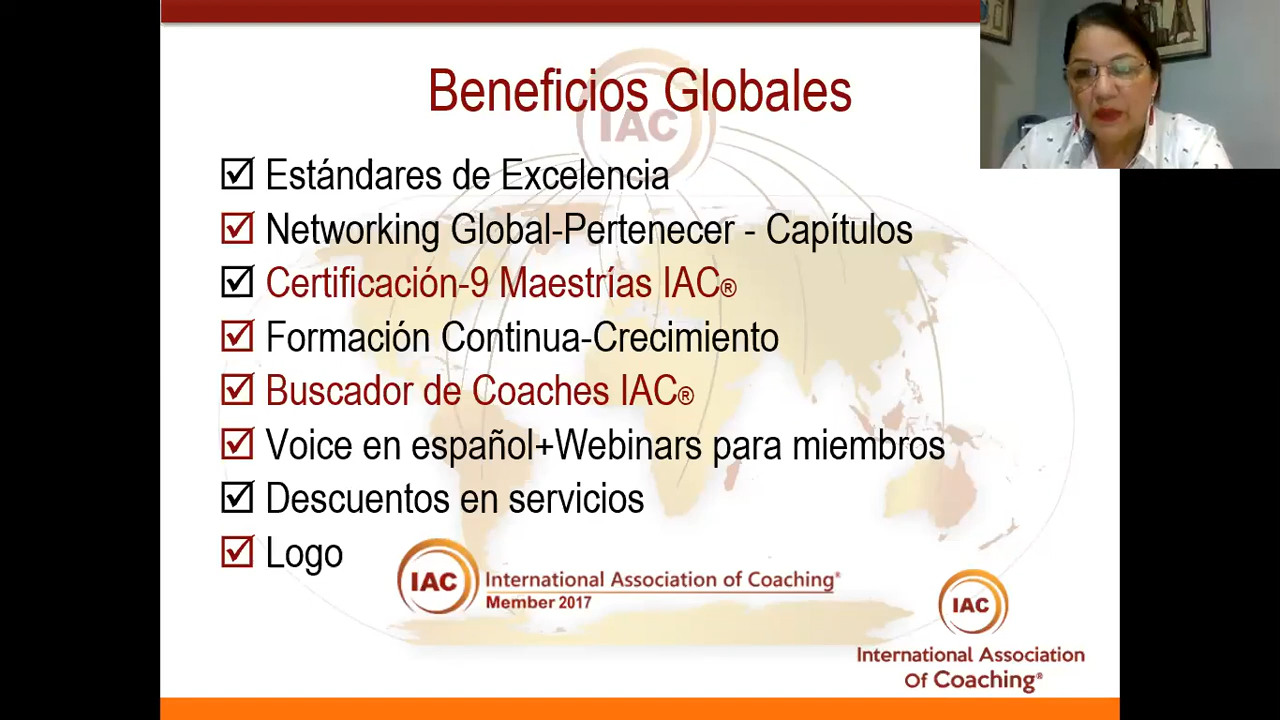 Beneficios Globales
IAC
Estándares de Excelencia
Networking Global-Pertenecer - Capítulos
Certificación-9 Maestrías IAC®
Formación Continua-Crecimiento
Buscador de Coaches IAC®
Voice en español+Webinars para miembros
Descuentos en servicios
Logo
IAC International Association of Coaching®
Member 2017
IAC
International Association
Of Coaching®